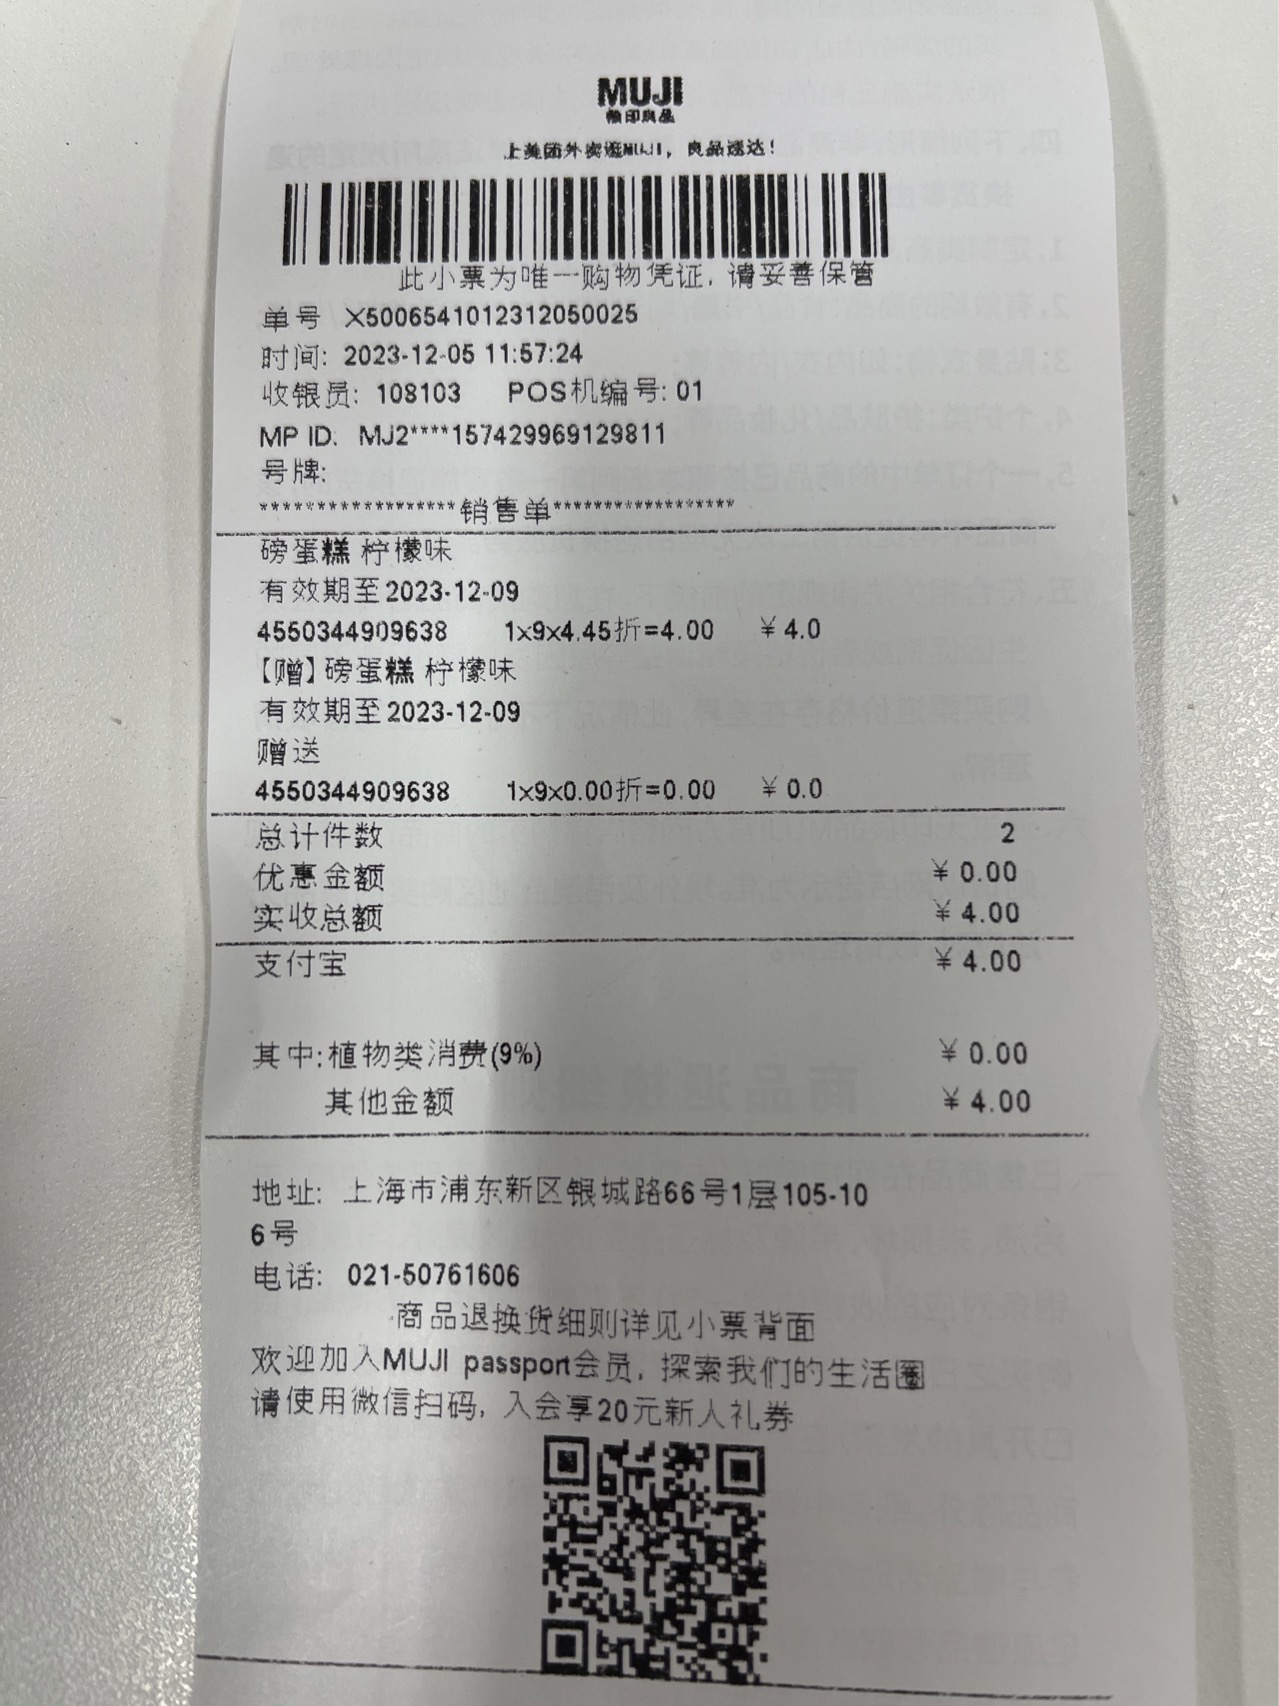 MUJI
無印良品
上美团外卖逛MUJI，良品速达！
此小票为唯一购物凭证，请妥善保管
单号 X5006541012312050025
时间: 2023-12-05 11:57:24
收银员: 108103 POS机编号: 01
MP ID. MJ2****157429969129811
号牌:
******************销售单*****************
磅蛋糕 柠檬味
有效期至2023-12-09
4550344909638 1x9x4.45折=4.00 ￥4.0
【赠】磅蛋糕 柠檬味
有效期至2023-12-09
赠送
4550344909638 1x9x0.00折=0.00 ￥0.0
总计件数 2
优惠金额 ￥0.00
实收总额 ￥4.00
支付宝 ￥4.00
其中:植物类消费(9%) ￥0.00
其他金额 ￥4.00
地址: 上海市浦东新区银城路66号1层105-10
6号
电话: 021-50761606
商品退换货细则详见小票背面
欢迎加入MUJI passport会员, 探索我们的生活圈
请使用微信扫码, 入会享20元新人礼券